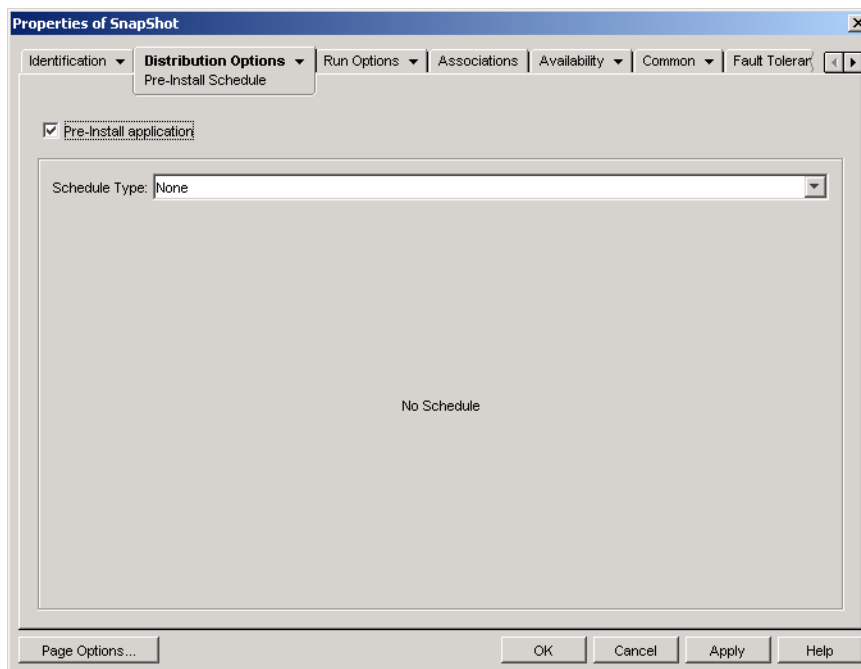 Properties of SnapShot
Identification
Distribution Options
Run Options
Associations
Availability
Common
Fault
Pre-Install Schedule
Pre-Install application
Schedule Type: None
No Schedule
Page Options...
OK
Cancel
Apply
Help